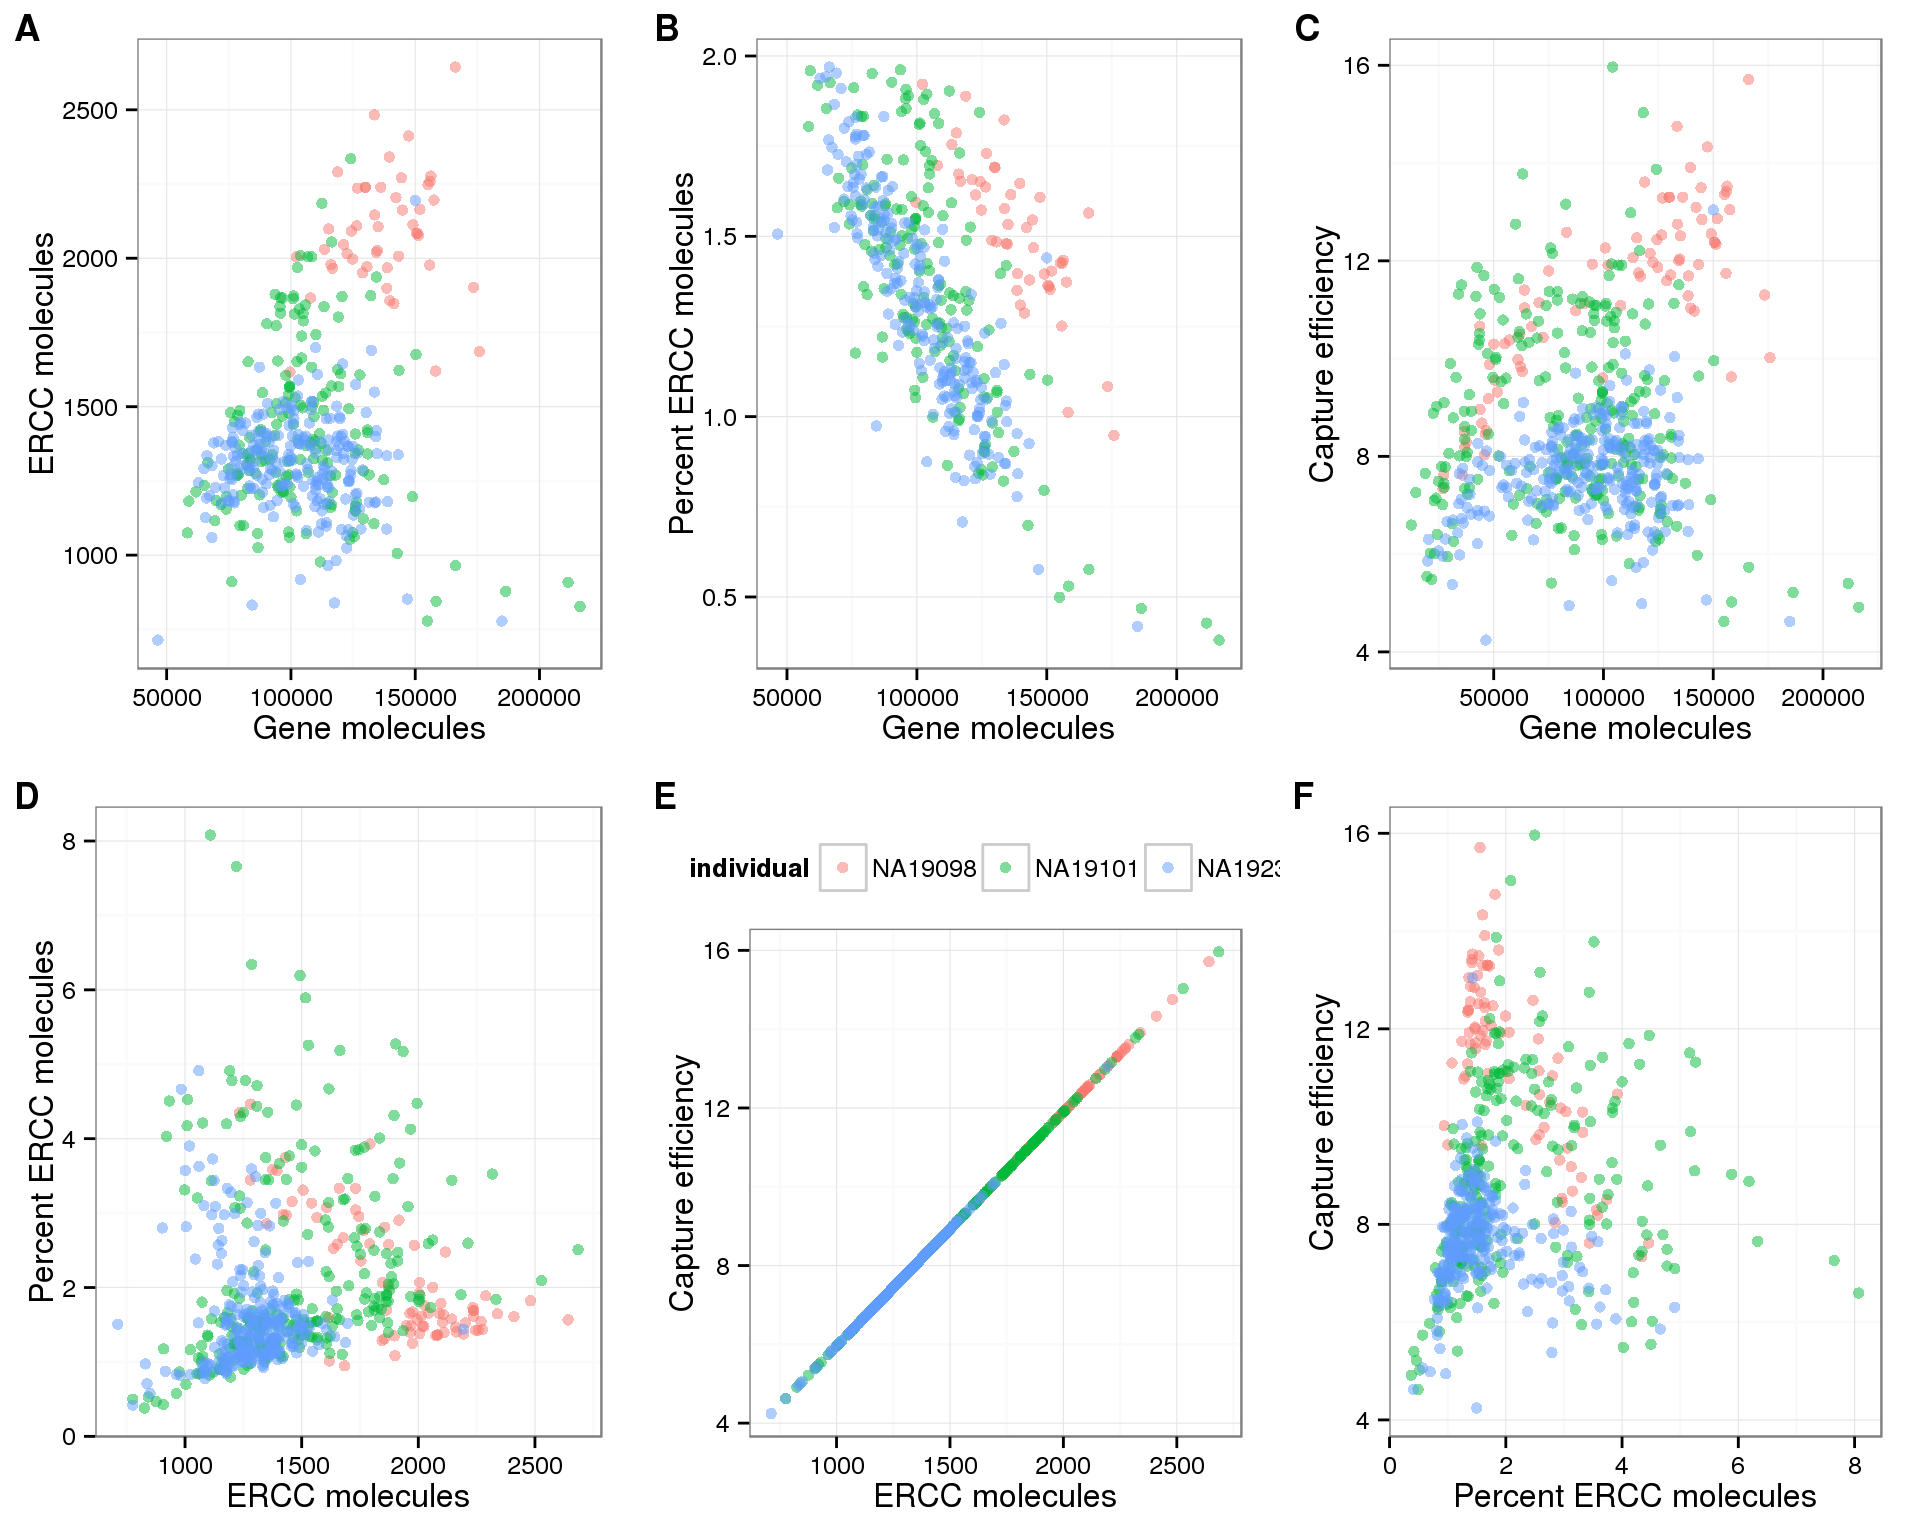 A
2500
2000
1500
1000
ERCC molecules
50000 100000 150000 200000
Gene molecules
B
2.0
1.5
1.0
0.5
Percent ERCC molecules
50000 100000 150000 200000
Gene molecules
C
16
12
8
4
Capture efficiency
50000 100000 150000 200000
Gene molecules
D
8
6
4
2
0
Percent ERCC molecules
1000 1500 2000 2500
ERCC molecules
E
individual NA19098 NA19101 NA1923
16
12
8
4
Capture efficiency
1000 1500 2000 2500
ERCC molecules
F
16
12
8
4
Capture efficiency
0 2 4 6 8
Percent ERCC molecules